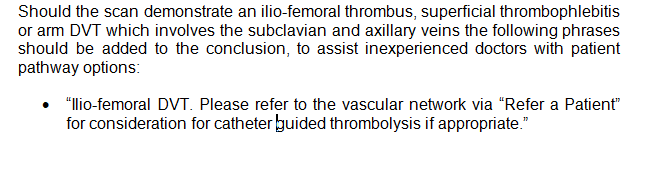 Should the scan demonstrate an ilio-femoral thrombus, superficial thrombophlebitis
or arm DVT which involves the subclavian and axillary veins the following phrases
should be added to the conclusion, to assist inexperienced doctors with patient
pathway options:
• “Ilio-femoral DVT. Please refer to the vascular network via “Refer a Patient”
for consideration for catheter guided thrombolysis if appropriate.”